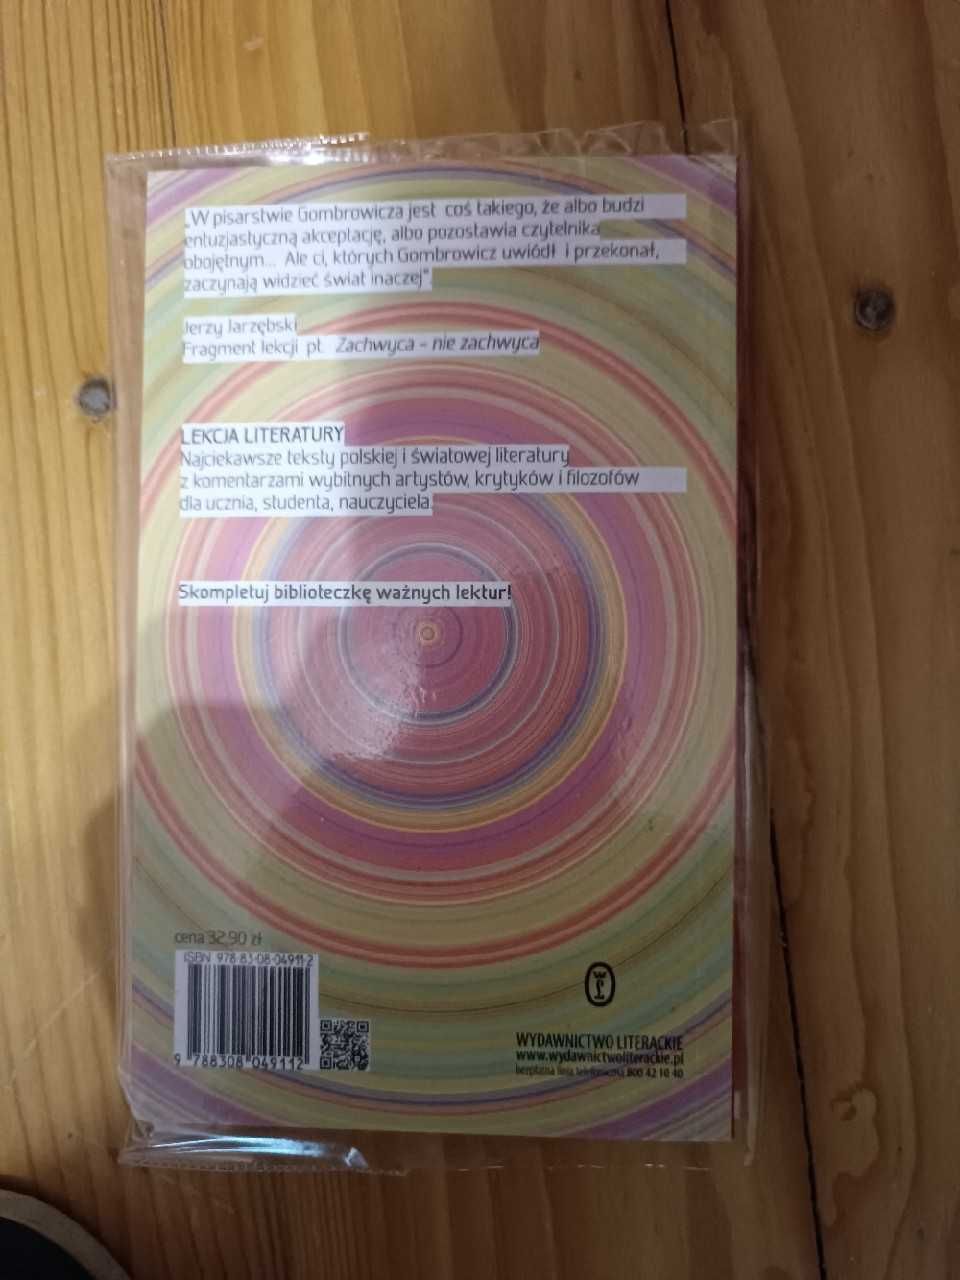 „W pisarstwie Gombrowicza jest coś takiego, że albo budzi
entuzjastyczną akceptację, albo pozostawia czytelnika
obojętnym... Ale ci, których Gombrowicz uwiódł i przekonał,
zaczynają widzieć świat inaczej".
Jerzy Jarzębski
Fragment lekcji pt. Zachwyca - nie zachwyca
LEKCJA LITERATURY
Najciekawsze teksty polskiej i światowej literatury
z komentarzami wybitnych artystów, krytyków i filozofów
dla ucznia, studenta, nauczyciela.
Skompletuj biblioteczkę ważnych lektur!
cena 32,90 zł
ISBN 978-83-08-04911-2
9 788308 049112
WYDAWNICTWO LITERACKIE
www.wydawnictwoliterackie.pl
bezpłatna linia telefoniczna 800 42 10 40